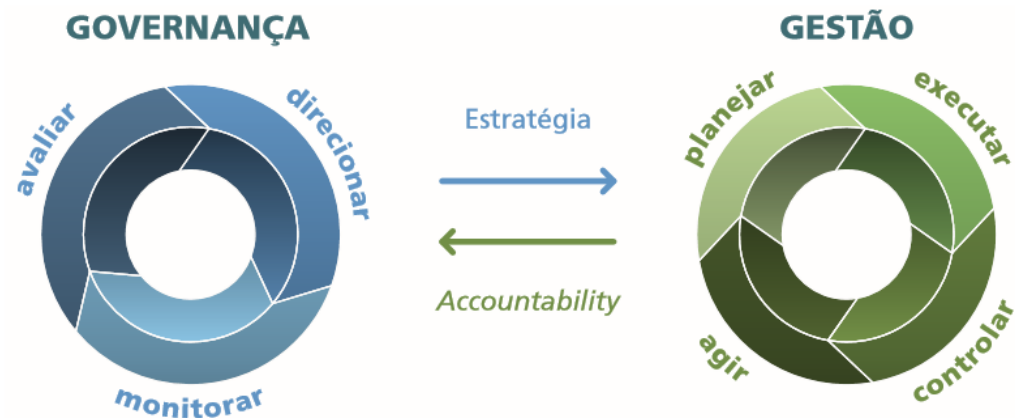 GOVERNANÇA
GESTÃO
avaliar
direcionar
monitorar
Estratégia
Accountability
planejar
executar
controlar
agir